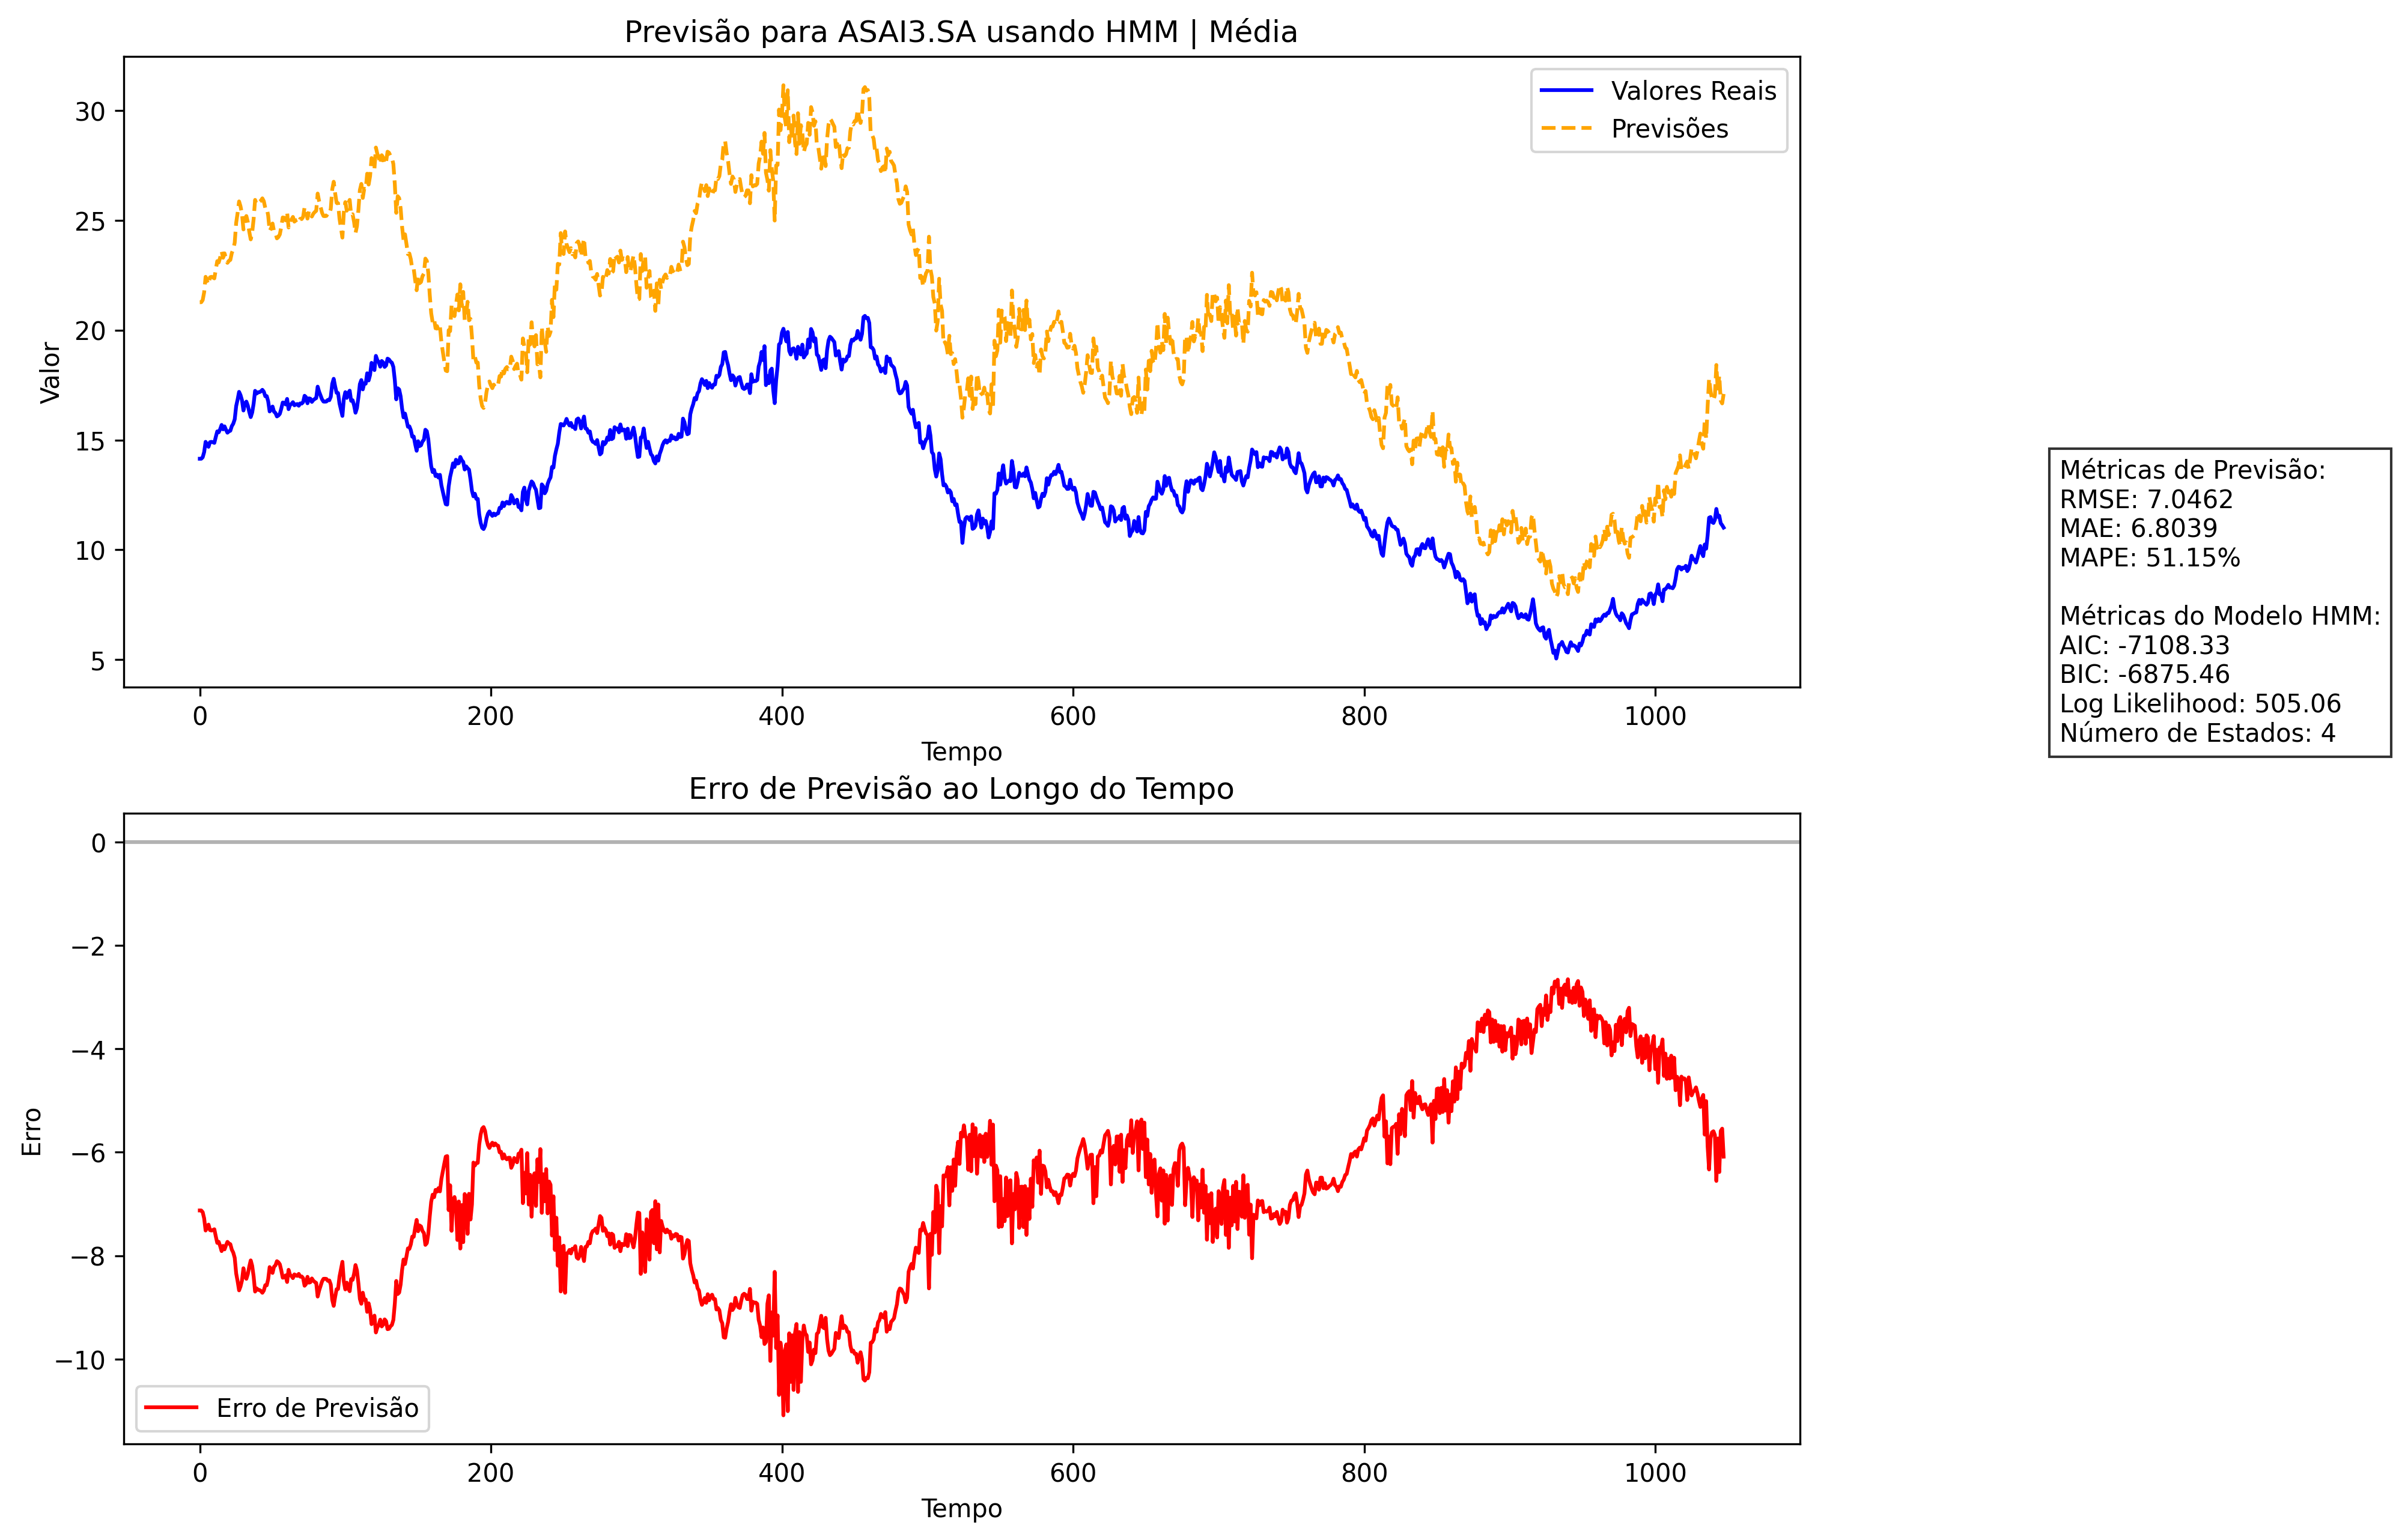 Previsão para ASAI3.SA usando HMM | Média
Valor
30
25
20
15
10
5
Valores Reais
Previsões
0 200 400 600 800 1000
Tempo
Métricas de Previsão:
RMSE: 7.0462
MAE: 6.8039
MAPE: 51.15%
Métricas do Modelo HMM:
AIC: -7108.33
BIC: -6875.46
Log Likelihood: 505.06
Número de Estados: 4
Erro de Previsão ao Longo do Tempo
Erro
0
−2
−4
−6
−8
−10
Erro de Previsão
0 200 400 600 800 1000
Tempo